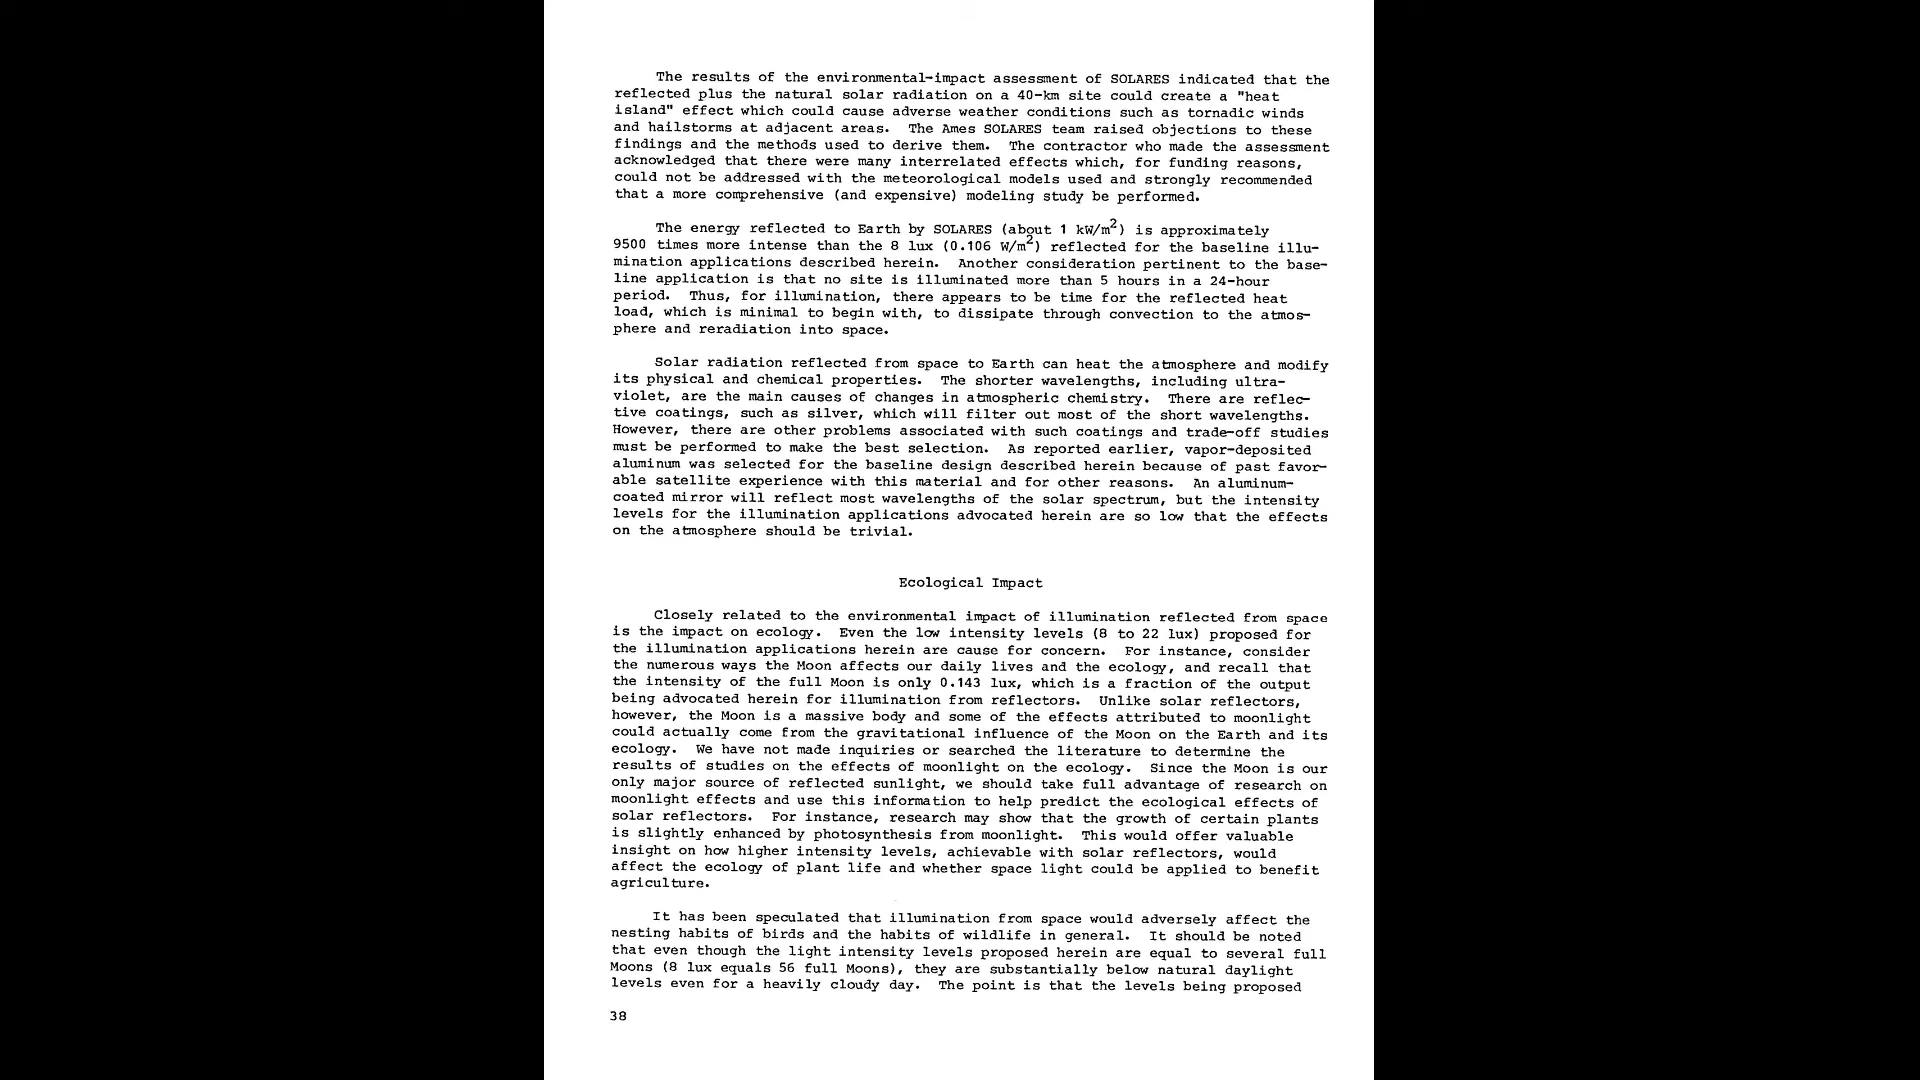 The results of the environmental-impact assessment of SOLARES indicated that the
reflected plus the natural solar radiation on a 40-km site could create a "heat
island" effect which could cause adverse weather conditions such as tornadic winds
and hailstorms at adjacent areas. The Ames SOLARES team raised objections to these
findings and the methods used to derive them. The contractor who made the assessment
acknowledged that there were many interrelated effects which, for funding reasons,
could not be addressed with the meteorological models used and strongly recommended
that a more comprehensive (and expensive) modeling study be performed.
The energy reflected to Earth by SOLARES (about 1 kW/m²) is approximately
9500 times more intense than the 8 lux (0.106 W/m²) reflected for the baseline illu-
mination applications described herein. Another consideration pertinent to the base-
line application is that no site is illuminated more than 5 hours in a 24-hour
period. Thus, for illumination, there appears to be time for the reflected heat
load, which is minimal to begin with, to dissipate through convection to the atmos-
phere and reradiation into space.
Solar radiation reflected from space to Earth can heat the atmosphere and modify
its physical and chemical properties. The shorter wavelengths, including ultra-
violet, are the main causes of changes in atmospheric chemistry. There are reflec-
tive coatings, such as silver, which will filter out most of the short wavelengths.
However, there are other problems associated with such coatings and trade-off studies
must be performed to make the best selection. As reported earlier, vapor-deposited
aluminum was selected for the baseline design described herein because of past favor-
able satellite experience with this material and for other reasons. An aluminum-
coated mirror will reflect most wavelengths of the solar spectrum, but the intensity
levels for the illumination applications advocated herein are so low that the effects
on the atmosphere should be trivial.
Ecological Impact
Closely related to the environmental impact of illumination reflected from space
is the impact on ecology. Even the low intensity levels (8 to 22 lux) proposed for
the illumination applications herein are cause for concern. For instance, consider
the numerous ways the Moon affects our daily lives and the ecology, and recall that
the intensity of the full Moon is only 0.143 lux, which is a fraction of the output
being advocated herein for illumination from reflectors. Unlike solar reflectors,
however, the Moon is a massive body and some of the effects attributed to moonlight
could actually come from the gravitational influence of the Moon on the Earth and its
ecology. We have not made inquiries or searched the literature to determine the
results of studies on the effects of moonlight on the ecology. Since the Moon is our
only major source of reflected sunlight, we should take full advantage of research on
moonlight effects and use this information to help predict the ecological effects of
solar reflectors. For instance, research may show that the growth of certain plants
is slightly enhanced by photosynthesis from moonlight. This would offer valuable
insight on how higher intensity levels, achievable with solar reflectors, would
affect the ecology of plant life and whether space light could be applied to benefit
agriculture.
It has been speculated that illumination from space would adversely affect the
nesting habits of birds and the habits of wildlife in general. It should be noted
that even though the light intensity levels proposed herein are equal to several full
Moons (8 lux equals 56 full Moons), they are substantially below natural daylight
levels even for a heavily cloudy day. The point is that the levels being proposed
38